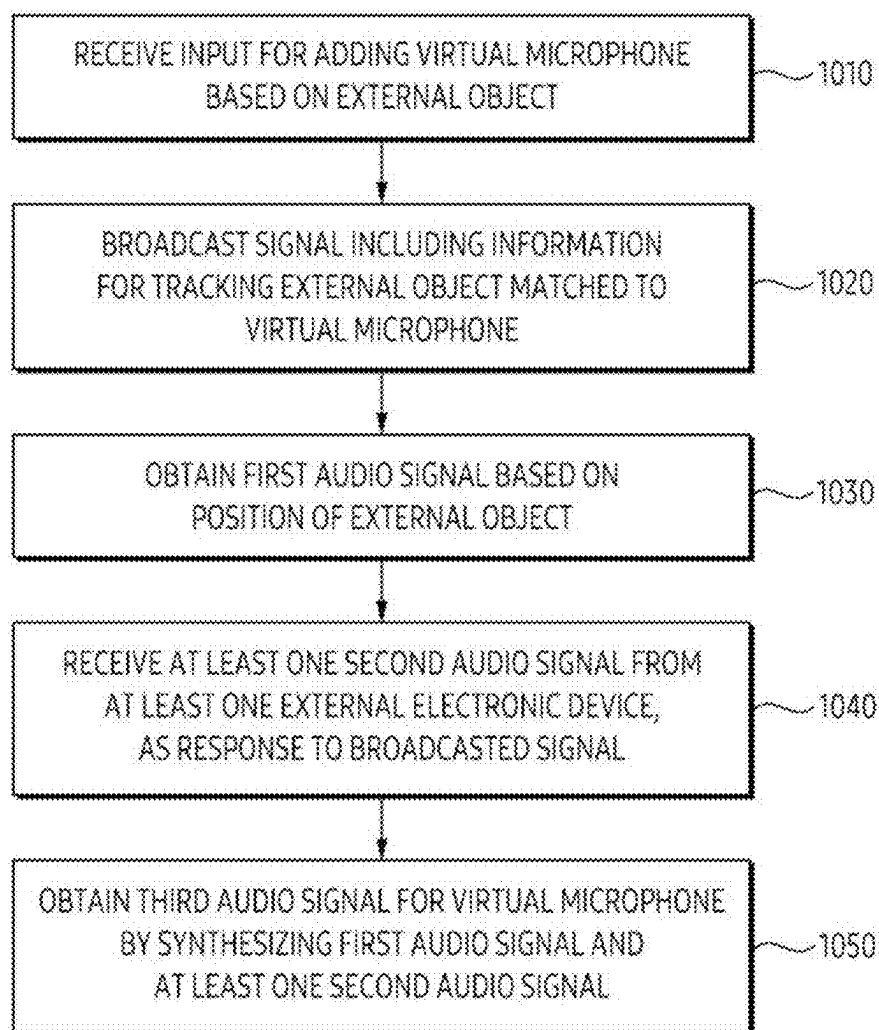 RECEIVE INPUT FOR ADDING VIRTUAL MICROPHONE
BASED ON EXTERNAL OBJECT
1010
BROADCAST SIGNAL INCLUDING INFORMATION
FOR TRACKING EXTERNAL OBJECT MATCHED TO
VIRTUAL MICROPHONE
1020
OBTAIN FIRST AUDIO SIGNAL BASED ON
POSITION OF EXTERNAL OBJECT
1030
RECEIVE AT LEAST ONE SECOND AUDIO SIGNAL FROM
AT LEAST ONE EXTERNAL ELECTRONIC DEVICE,
AS RESPONSE TO BROADCASTED SIGNAL
1040
OBTAIN THIRD AUDIO SIGNAL FOR VIRTUAL MICROPHONE
BY SYNTHESIZING FIRST AUDIO SIGNAL AND
AT LEAST ONE SECOND AUDIO SIGNAL
1050